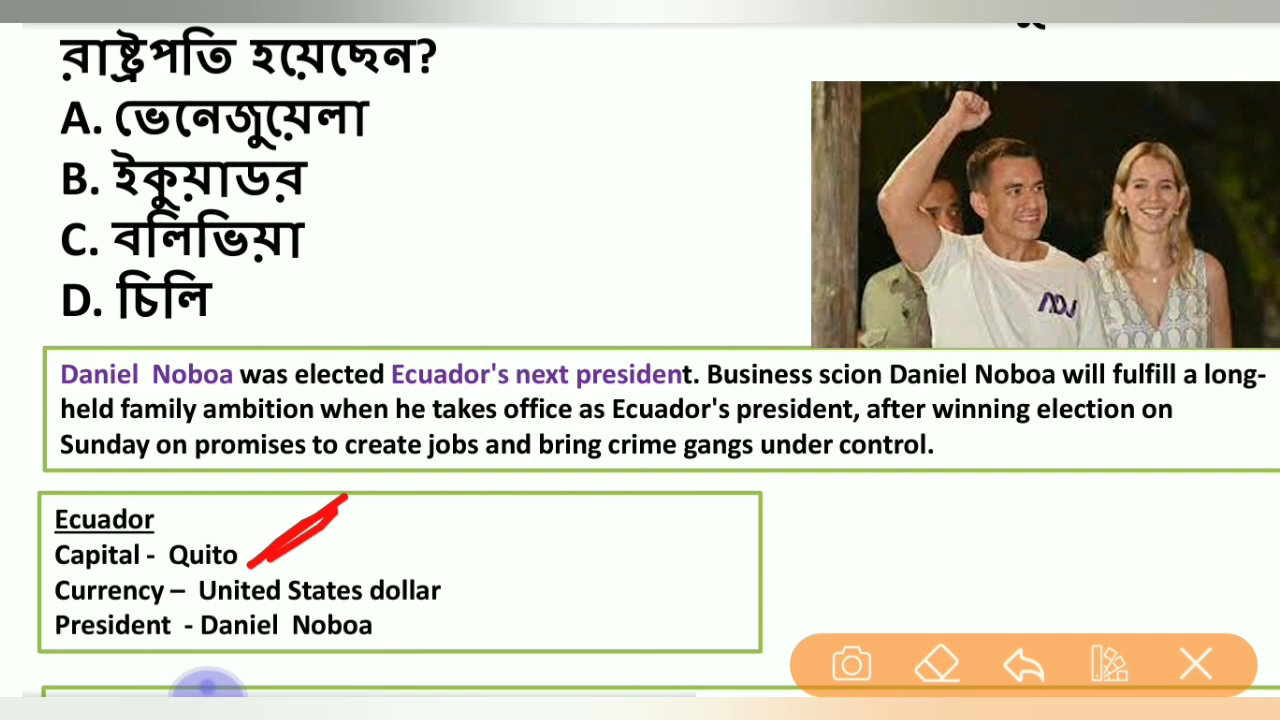 রাষ্ট্রপতি হয়েছেন?
A. ভেনেজুয়েলা
B. ইকুয়াডর
C. বলিভিয়া
D. চিলি
Daniel Noboa was elected Ecuador's next president. Business scion Daniel Noboa will fulfill a long-
held family ambition when he takes office as Ecuador's president, after winning election on
Sunday on promises to create jobs and bring crime gangs under control.
Ecuador
Capital - Quito
Currency – United States dollar
President - Daniel Noboa